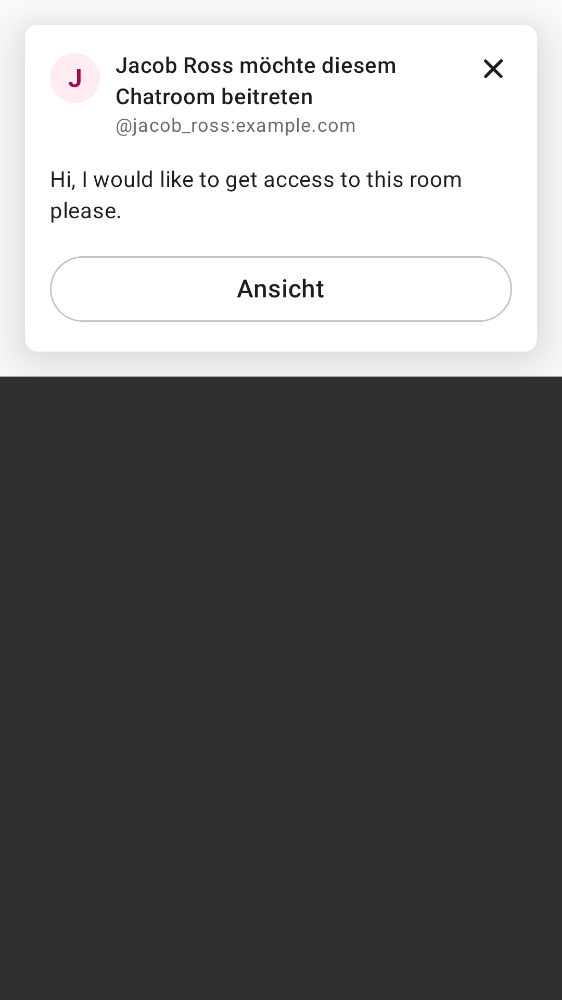 J
Jacob Ross möchte diesem
Chatroom beitreten
@jacob_ross:example.com
Hi, I would like to get access to this room
please.
Ansicht